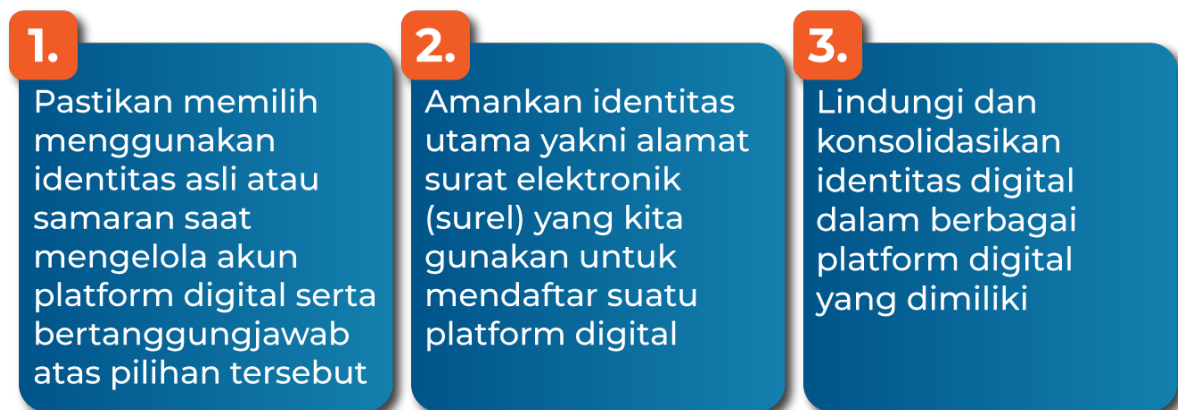 1.
Pastikan memilih
menggunakan
identitas asli atau
samaran saat
mengelola akun
platform digital serta
bertanggungjawab
atas pilihan tersebut
2.
Amankan identitas
utama yakni alamat
surat elektronik
(surel) yang kita
gunakan untuk
mendaftar suatu
platform digital
3.
Lindungi dan
konsolidasikan
identitas digital
dalam berbagai
platform digital
yang dimiliki